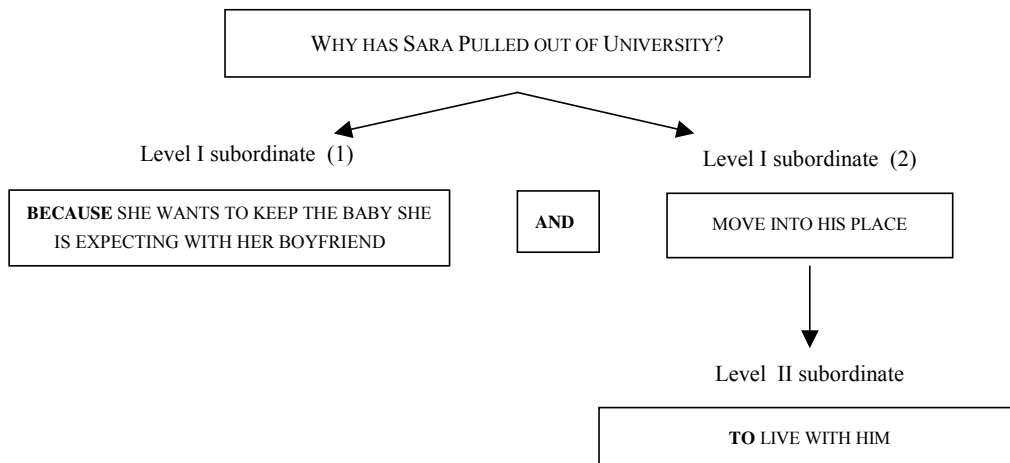 WHY HAS SARA PULLED OUT OF UNIVERSITY?
Level I subordinate (1)
Level I subordinate (2)
BECAUSE SHE WANTS TO KEEP THE BABY SHE
IS EXPECTING WITH HER BOYFRIEND
AND
MOVE INTO HIS PLACE
Level II subordinate
TO LIVE WITH HIM